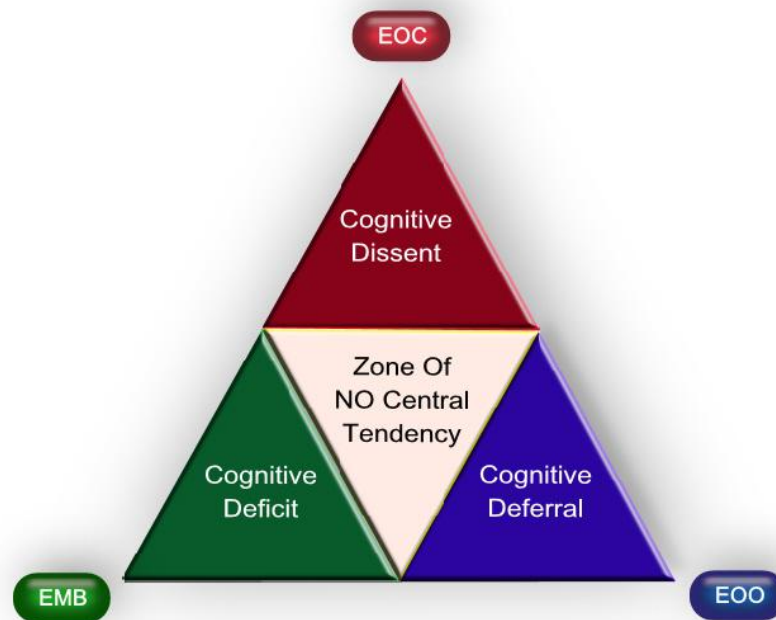 EOC
Cognitive
Dissent
Zone Of
NO Central
Tendency
Cognitive
Deficit
Cognitive
Deferral
EMB
EOO